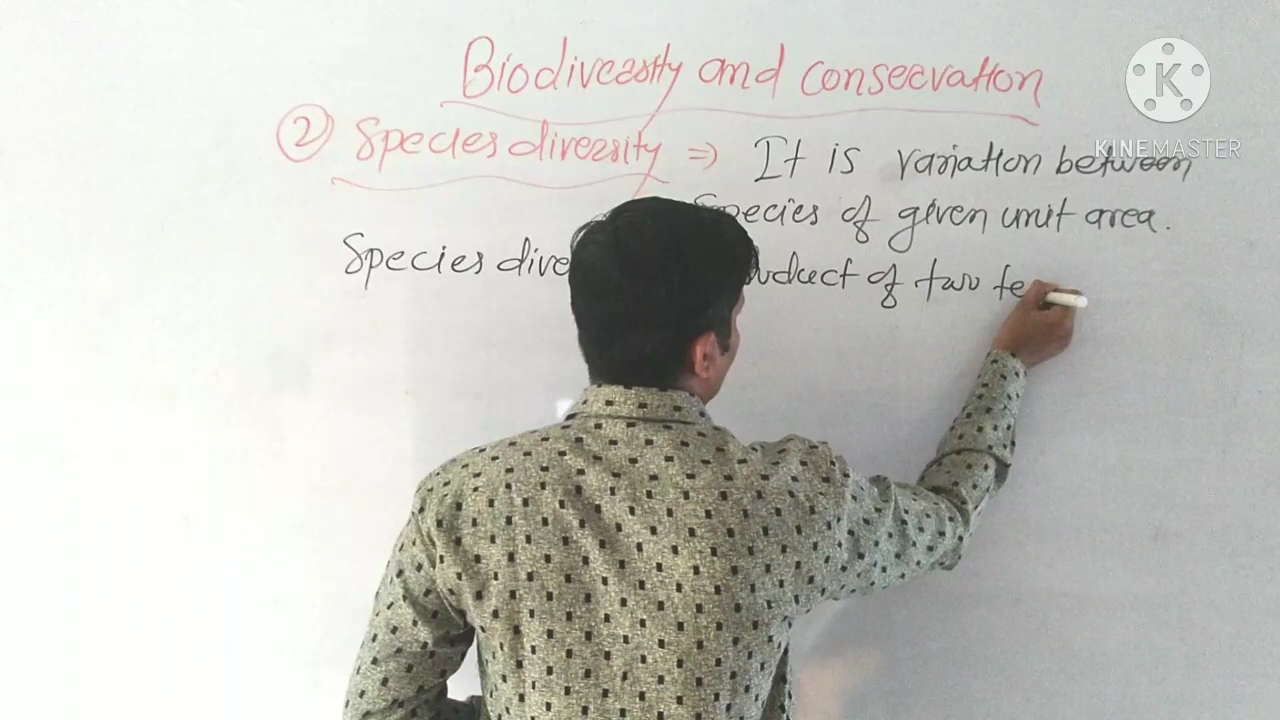 Biodiversity and conservation
② Species diversity ⇒ It is variation between
Species of given unit area.
Species dive duct of two fe
K
KINEMASTER